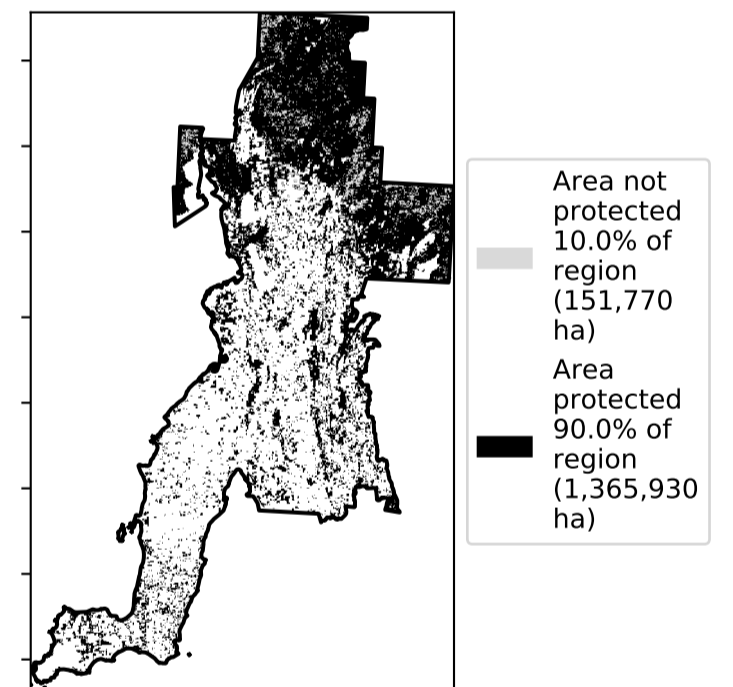 Area not
protected
10.0% of
region
(151,770
ha)
Area
protected
90.0% of
region
(1,365,930
ha)